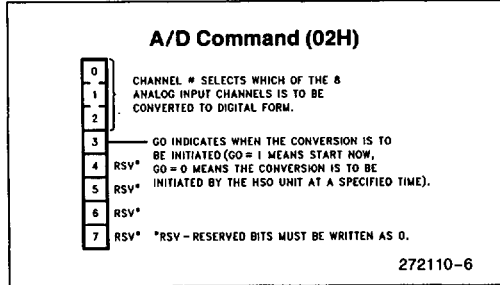 A/D Command (02H)
0
1
2
CHANNEL # SELECTS WHICH OF THE 8
ANALOG INPUT CHANNELS IS TO BE
CONVERTED TO DIGITAL FORM.
3
GO INDICATES WHEN THE CONVERSION IS TO
BE INITIATED (GO = 1 MEANS START NOW,
GO = 0 MEANS THE CONVERSION IS TO BE
INITIATED BY THE HSO UNIT AT A SPECIFIED TIME).
4 RSV*
5 RSV*
6 RSV*
7 RSV* *RSV – RESERVED BITS MUST BE WRITTEN AS 0.
272110–6